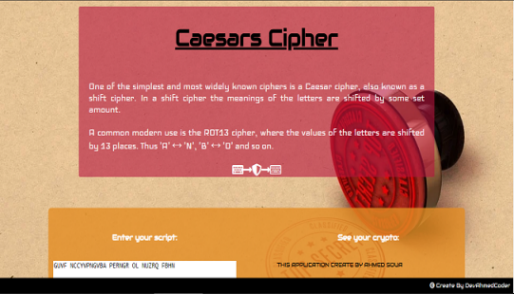 Caesars Cipher
One of the simplest and most widely known ciphers is a Caesar cipher, also known as a
shift cipher. In a shift cipher the meanings of the letters are shifted by some set
amount.
A common modern use is the ROT13 cipher, where the values of the letters are shifted
by 13 places. Thus 'A' ↔ 'N', 'B' ↔ 'O' and so on.
Enter your script:
See your crypto:
GUVF NCCYVPNGVBA PERNGR OL NUZRQ FBHN
THIS APPLICATION CREATE BY AHMED SOUA
@ Create By DevAhmedCoder